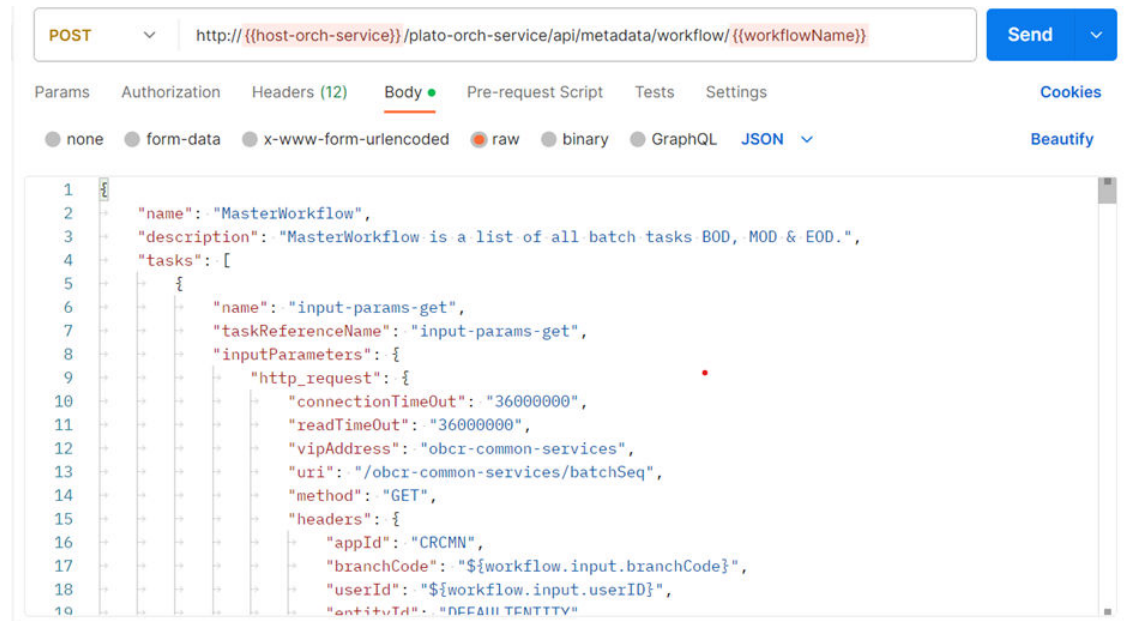 POST http://{{host-orch-service}}/plato-orch-service/api/metadata/workflow/{{workflowName}} Send
Params Authorization Headers (12) Body Pre-request Script Tests Settings Cookies
none form-data x-www-form-urlencoded raw binary GraphQL JSON Beautify
1 {
2 "name": "MasterWorkflow",
3 "description": "MasterWorkflow is a list of all batch tasks BOD, MOD & EOD.",
4 "tasks": [
5 {
6 "name": "input-params-get",
7 "taskReferenceName": "input-params-get",
8 "inputParameters": {
9 "http_request": {
10 "connectionTimeOut": "36000000",
11 "readTimeOut": "36000000",
12 "vipAddress": "obcr-common-services",
13 "uri": "/obcr-common-services/batchSeq",
14 "method": "GET",
15 "headers": {
16 "appId": "CRCMN",
17 "branchCode": "${workflow.input.branchCode}",
18 "userId": "${workflow.input.userID}",
19 "entityId": "DEFAULTENTITY"